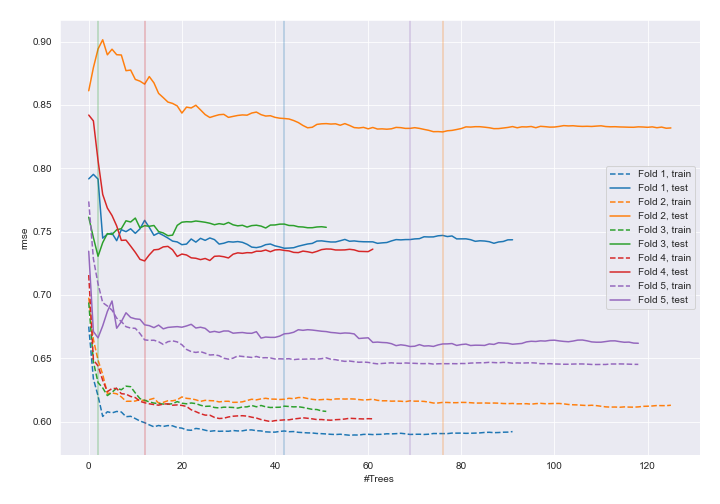 0.90
0.85
0.80
0.75
0.70
0.65
0.60
rmse
0 20 40 60 80 100 120
#Trees
Fold 1, train
Fold 1, test
Fold 2, train
Fold 2, test
Fold 3, train
Fold 3, test
Fold 4, train
Fold 4, test
Fold 5, train
Fold 5, test